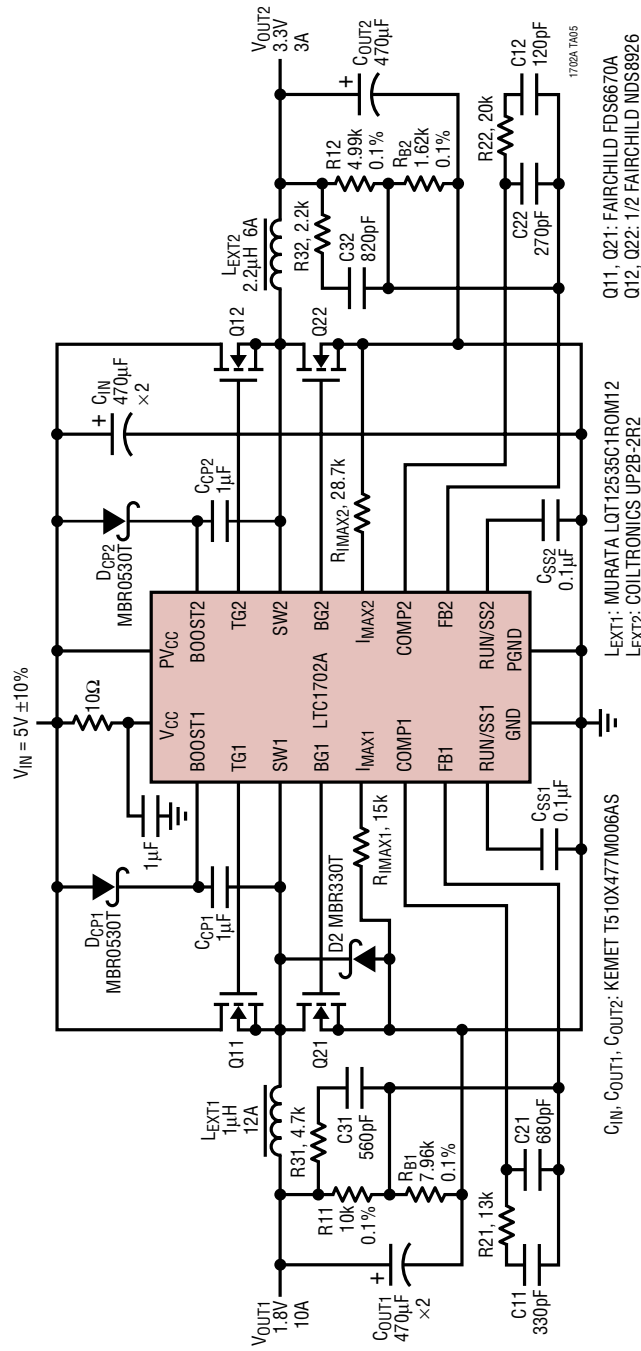 VIN = 5V ±10%
DCP1
MBR0530T
1µF
10Ω
DCP2
MBR0530T
CIN
470µF
×2
+
CCP1
1µF
CCP2
1µF
VCC
PVCC
BOOST1
BOOST2
TG1
TG2
SW1
SW2
BG1
BG2
LTC1702A
IMAX1
IMAX2
COMP1
COMP2
FB1
FB2
RUN/SS1
RUN/SS2
GND
PGND
VOUT1
1.8V
10A
LEXT1
1µH
12A
Q11
Q21
D2 MBR330T
RIMAX1, 15k
R31, 4.7k
C31
560pF
R11
10k
0.1%
RB1
7.96k
0.1%
+
COUT1
470µF
×2
R21, 13k
C11
330pF
C21
680pF
CSS1
0.1µF
VOUT2
3.3V
3A
LEXT2
2.2µH 6A
Q12
Q22
RIMAX2, 28.7k
R32, 2.2k
C32
820pF
R12
4.99k
0.1%
RB2
1.62k
0.1%
+
COUT2
470µF
R22, 20k
C12
120pF
C22
270pF
CSS2
0.1µF
1702A TA05
CIN, COUT1, COUT2: KEMET T510X477M006AS
LEXT1: MURATA LQT12535C1ROM12
LEXT2: COILTRONICS UP2B-2R2
Q11, Q21: FAIRCHILD FDS6670A
Q12, Q22: 1/2 FAIRCHILD NDS8926